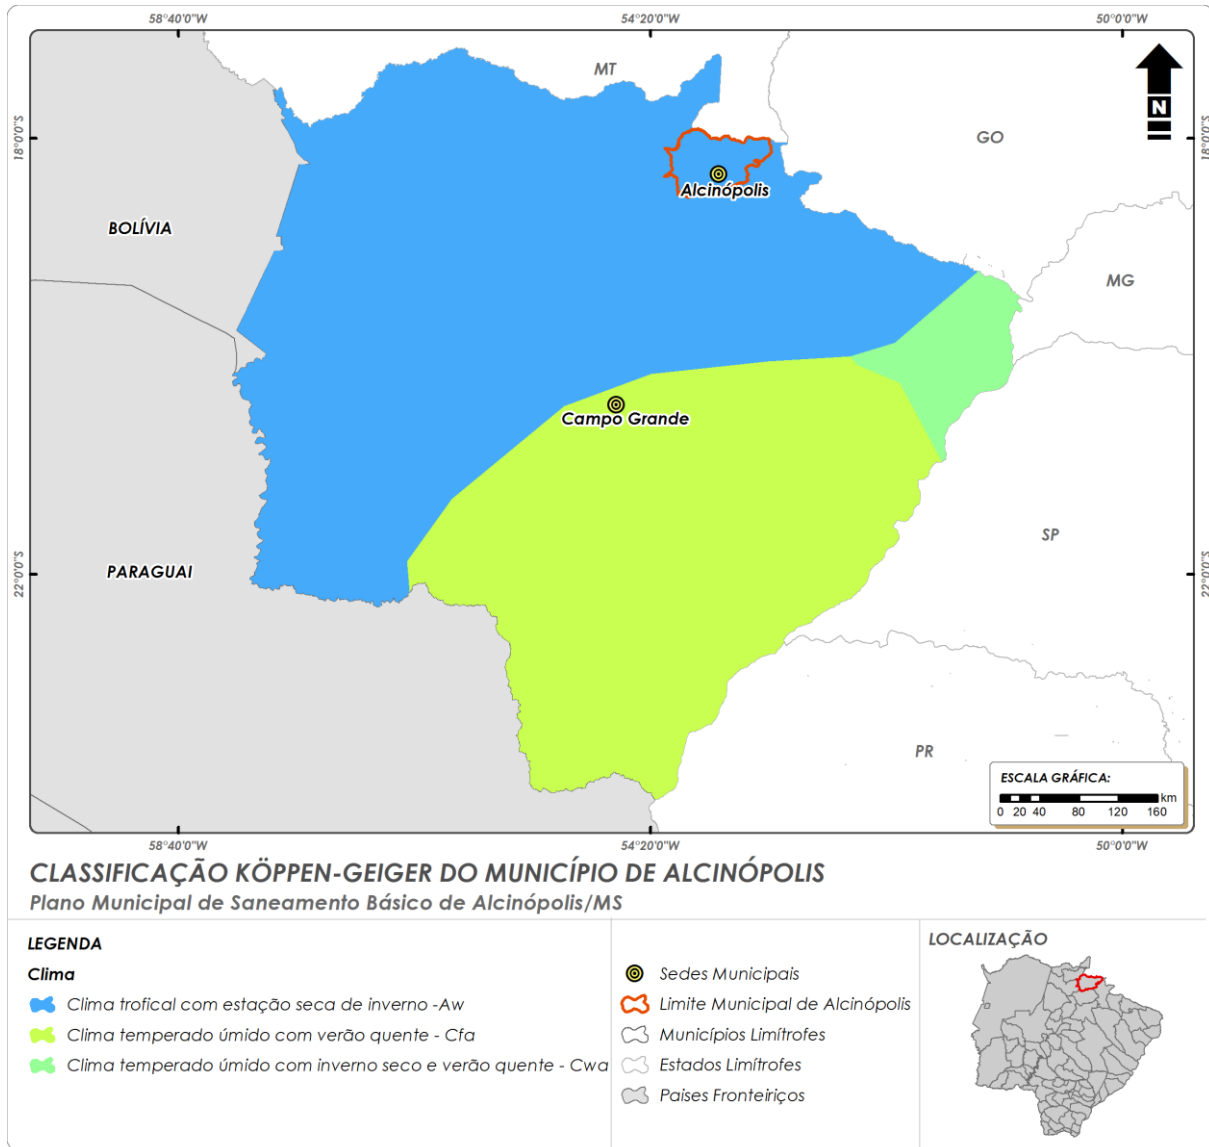 58°40'0"W
54°20'0"W
50°0'0"W
MT
N
18°0'0"S
GO
18°0'0"S
Alcinópolis
BOLÍVIA
MG
Campo Grande
SP
PARAGUAI
22°0'0"S
22°0'0"S
PR
ESCALA GRÁFICA:
km
0 20 40 80 120 160
58°40'0"W
54°20'0"W
50°0'0"W
CLASSIFICAÇÃO KÖPPEN-GEIGER DO MUNICÍPIO DE ALCINÓPOLIS
Plano Municipal de Saneamento Básico de Alcinópolis/MS
LEGENDA
Clima
Clima trofical com estação seca de inverno -Aw
Clima temperado úmido com verão quente - Cfa
Clima temperado úmido com inverno seco e verão quente - Cwa
Sedes Municipais
Limite Municipal de Alcinópolis
Municípios Limítrofes
Estados Limítrofes
Paises Fronteiriços
LOCALIZAÇÃO